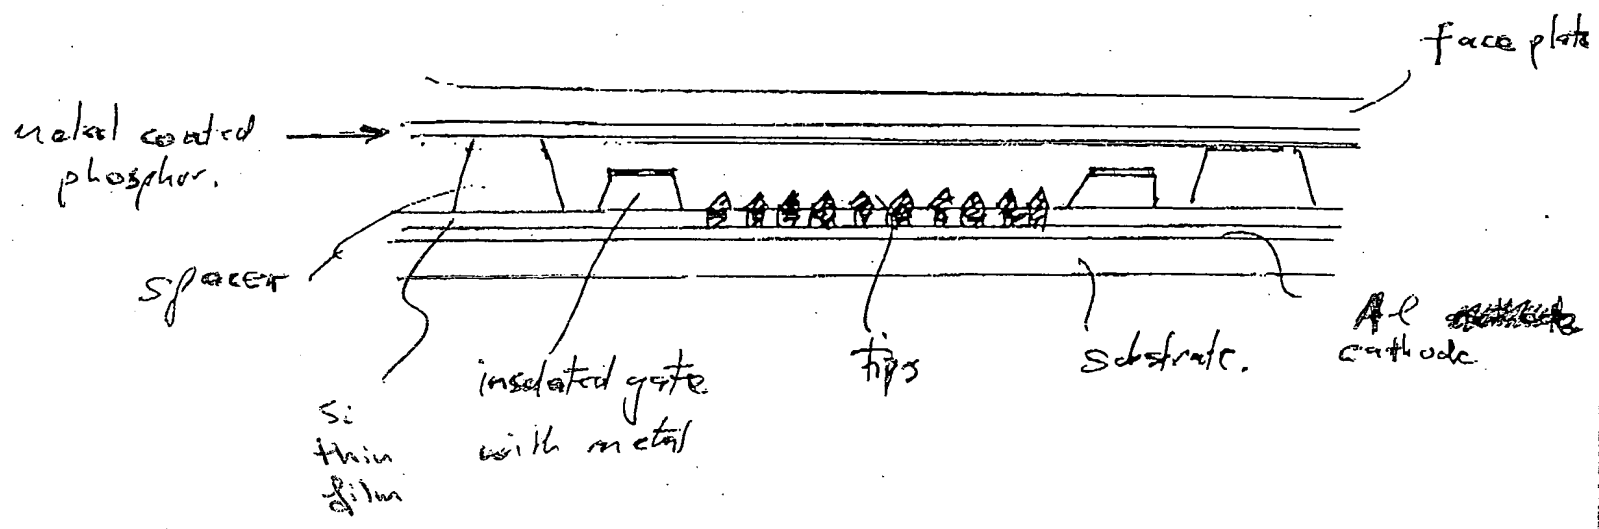 face plate
metal coated
phosphor.
spacer
Si
thin
film
insulated gate
with metal
tips
substrate.
Al
cathode